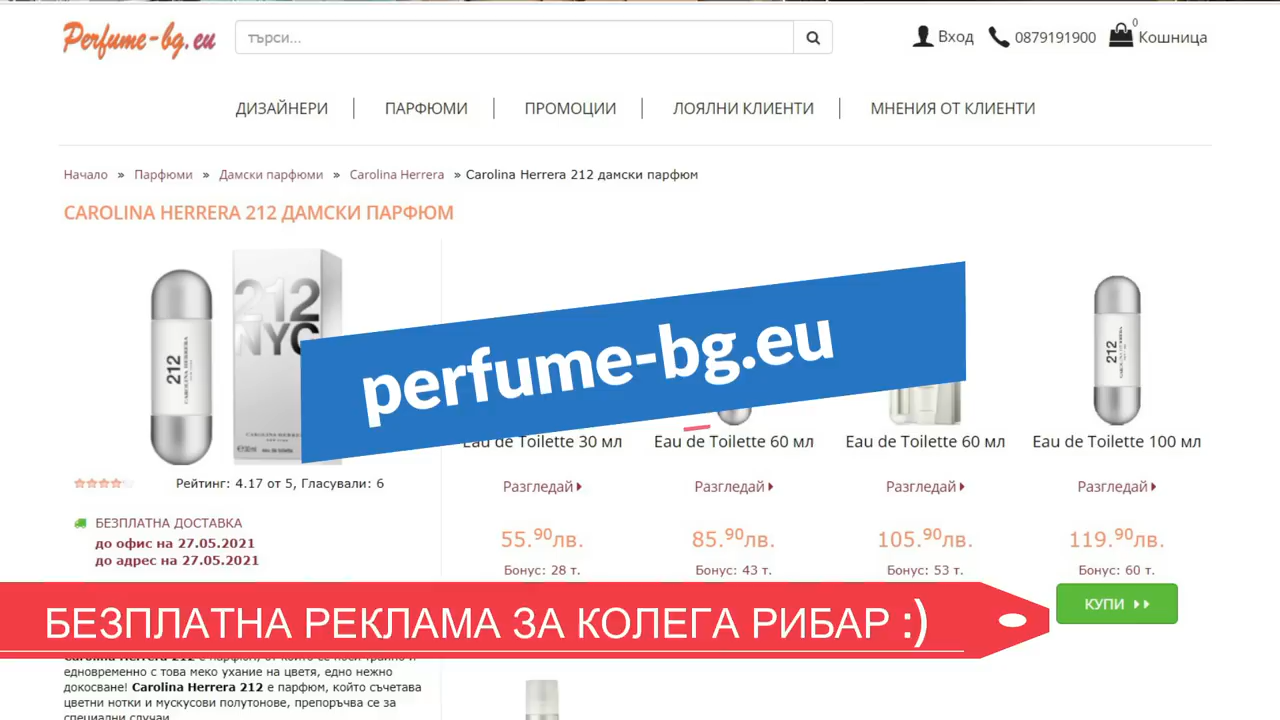 Perfume-bg.eu
търси...
Вход
0879191900
0
Кошница
ДИЗАЙНЕРИ
ПАРФЮМИ
ПРОМОЦИИ
ЛОЯЛНИ КЛИЕНТИ
МНЕНИЯ ОТ КЛИЕНТИ
Начало » Парфюми » Дамски парфюми » Carolina Herrera » Carolina Herrera 212 дамски парфюм
CAROLINA HERRERA 212 ДАМСКИ ПАРФЮМ
212
NYC
212
CAROLINA HERRERA
perfume-bg.eu
212
Eau de Toilette 30 мл
Eau de Toilette 60 мл
Eau de Toilette 60 мл
Eau de Toilette 100 мл
Рейтинг: 4.17 от 5, Гласували: 6
Разгледай
Разгледай
Разгледай
Разгледай
БЕЗПЛАТНА ДОСТАВКА
до офис на 27.05.2021
до адрес на 27.05.2021
55.90лв.
85.90лв.
105.90лв.
119.90лв.
Бонус: 28 т.
Бонус: 43 т.
Бонус: 53 т.
Бонус: 60 т.
КУПИ
БЕЗПЛАТНА РЕКЛАМА ЗА КОЛЕГА РИБАР :)
Carolina Herrera 212 е парфюм, от който се носи трайно и
едновременно с това меко ухание на цветя, едно нежно
докосване! Carolina Herrera 212 е парфюм, който съчетава
цветни нотки и мускусови полутонове, препоръчва се за
специални случаи.